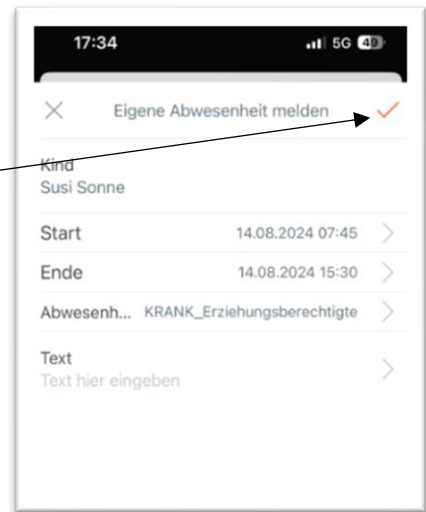 17:34 5G 49
Eigene Abwesenheit melden
Kind
Susi Sonne
Start 14.08.2024 07:45
Ende 14.08.2024 15:30
Abwesenh... KRANK_Erziehungsberechtigte
Text
Text hier eingeben